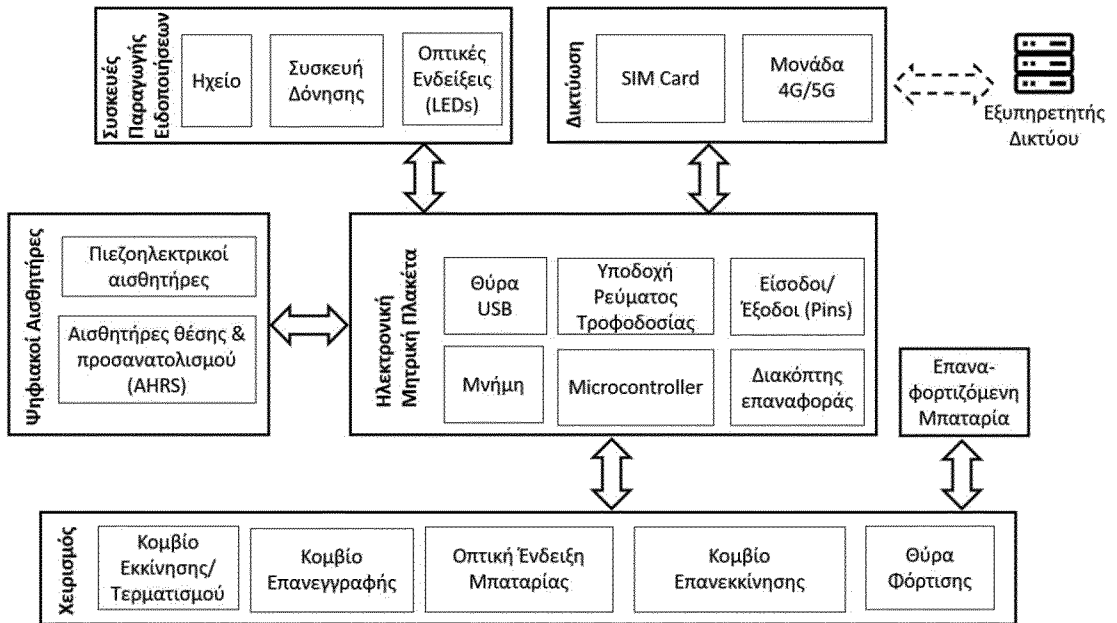 Συσκευές
Παραγωγής
Ειδοποιήσεων
Ηχείο
Συσκευή
Δόνησης
Οπτικές
Ενδείξεις
(LEDs)
Δικτύωση
SIM Card
Μονάδα
4G/5G
Εξυπηρετητής
Δικτύου
Ψηφιακοί Αισθητήρες
Πιεζοηλεκτρικοί
αισθητήρες
Αισθητήρες θέσης &
προσανατολισμού
(AHRS)
Ηλεκτρονική
Μητρική Πλακέτα
Θύρα
USB
Υποδοχή
Ρεύματος
Τροφοδοσίας
Είσοδοι/
Έξοδοι (Pins)
Μνήμη
Microcontroller
Διακόπτης
επαναφοράς
Επανα-
φορτιζόμενη
Μπαταρία
Χειρισμός
Κομβίο
Εκκίνησης/
Τερματισμού
Κομβίο
Επανεγγραφής
Οπτική Ένδειξη
Μπαταρίας
Κομβίο
Επανεκκίνησης
Θύρα
Φόρτισης